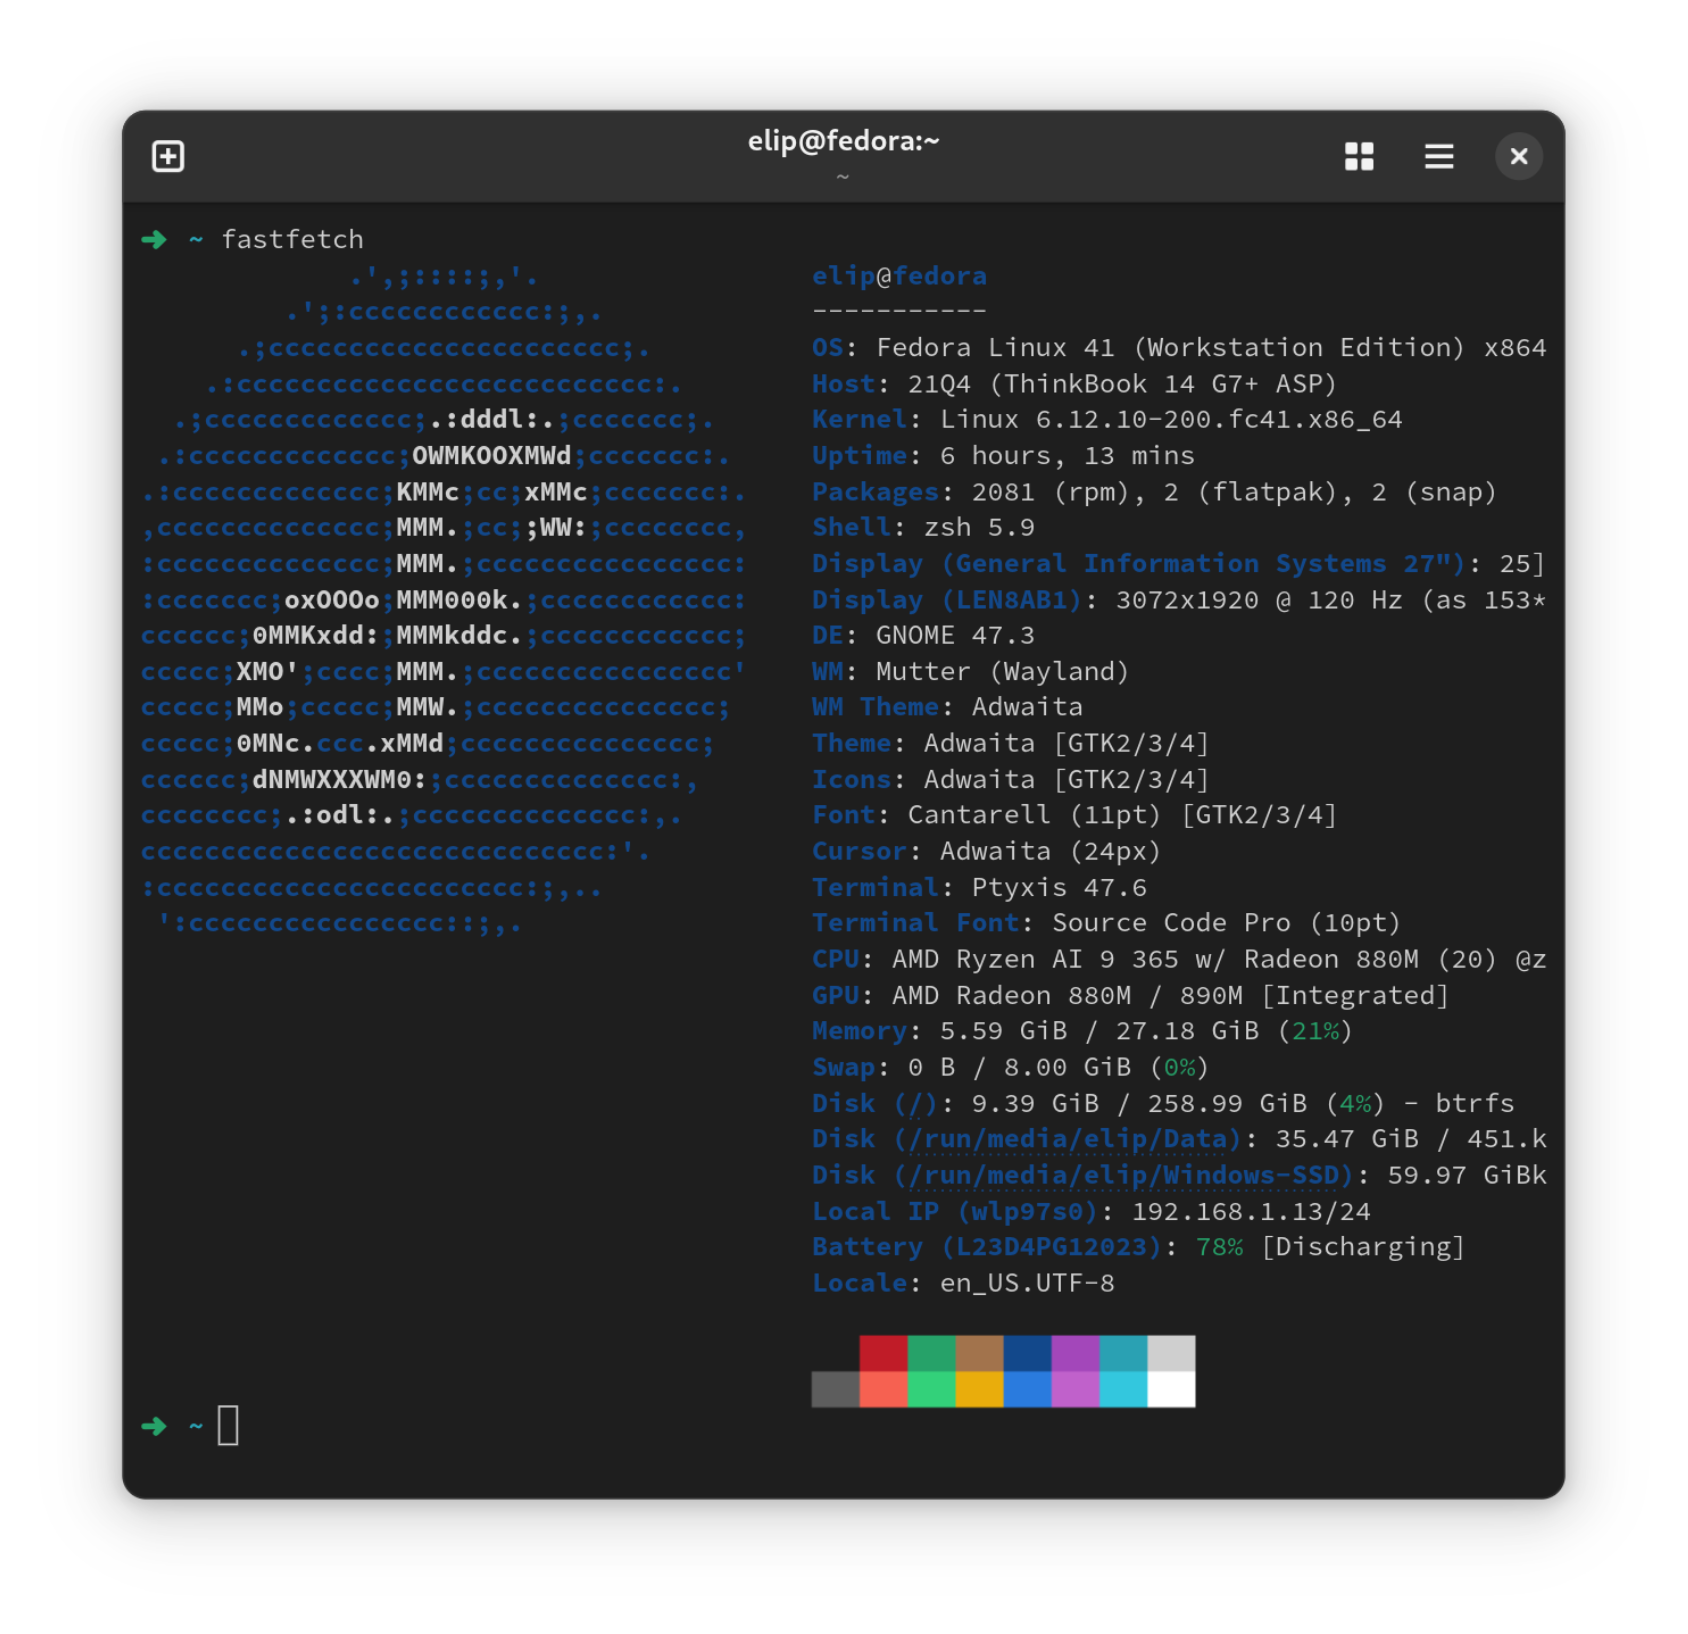 elip@fedora:~
~
➜ ~ fastfetch
.',;::::;,'.
.';:cccccccccccc:;,.
.;cccccccccccccccccccccc;.
.:cccccccccccccccccccccccccc:.
.;ccccccccccccc;.:dddl:.;ccccccc;.
.:ccccccccccccc;OWMKOOXMWd;ccccccc:.
.:ccccccccccccc;KMMc;cc;xMMc;ccccccc:.
,cccccccccccccc;MMM.;cc;;WW:;cccccccc,
:cccccccccccccc;MMM.;cccccccccccccccc:
:ccccccc;oxOOOo;MMM000k.;cccccccccccc:
cccccc;0MMKxdd:;MMMkddc.;cccccccccccc;
ccccc;XMO';cccc;MMM.;cccccccccccccccc'
ccccc;MMo;ccccc;MMW.;ccccccccccccccc;
ccccc;0MNc.ccc.xMMd;ccccccccccccccc;
cccccc;dNMWXXXWM0:;cccccccccccccc:,
cccccccc;.:odl:.;cccccccccccccc:,.
ccccccccccccccccccccccccccccc:'.
:ccccccccccccccccccccccc:;,..
':cccccccccccccccc::;,.
elip@fedora
-----------
OS: Fedora Linux 41 (Workstation Edition) x864
Host: 21Q4 (ThinkBook 14 G7+ ASP)
Kernel: Linux 6.12.10-200.fc41.x86_64
Uptime: 6 hours, 13 mins
Packages: 2081 (rpm), 2 (flatpak), 2 (snap)
Shell: zsh 5.9
Display (General Information Systems 27"): 25]
Display (LEN8AB1): 3072x1920 @ 120 Hz (as 153*
DE: GNOME 47.3
WM: Mutter (Wayland)
WM Theme: Adwaita
Theme: Adwaita [GTK2/3/4]
Icons: Adwaita [GTK2/3/4]
Font: Cantarell (11pt) [GTK2/3/4]
Cursor: Adwaita (24px)
Terminal: Ptyxis 47.6
Terminal Font: Source Code Pro (10pt)
CPU: AMD Ryzen AI 9 365 w/ Radeon 880M (20) @z
GPU: AMD Radeon 880M / 890M [Integrated]
Memory: 5.59 GiB / 27.18 GiB (21%)
Swap: 0 B / 8.00 GiB (0%)
Disk (/): 9.39 GiB / 258.99 GiB (4%) - btrfs
Disk (/run/media/elip/Data): 35.47 GiB / 451.k
Disk (/run/media/elip/Windows-SSD): 59.97 GiBk
Local IP (wlp97s0): 192.168.1.13/24
Battery (L23D4PG12023): 78% [Discharging]
Locale: en_US.UTF-8
➜ ~